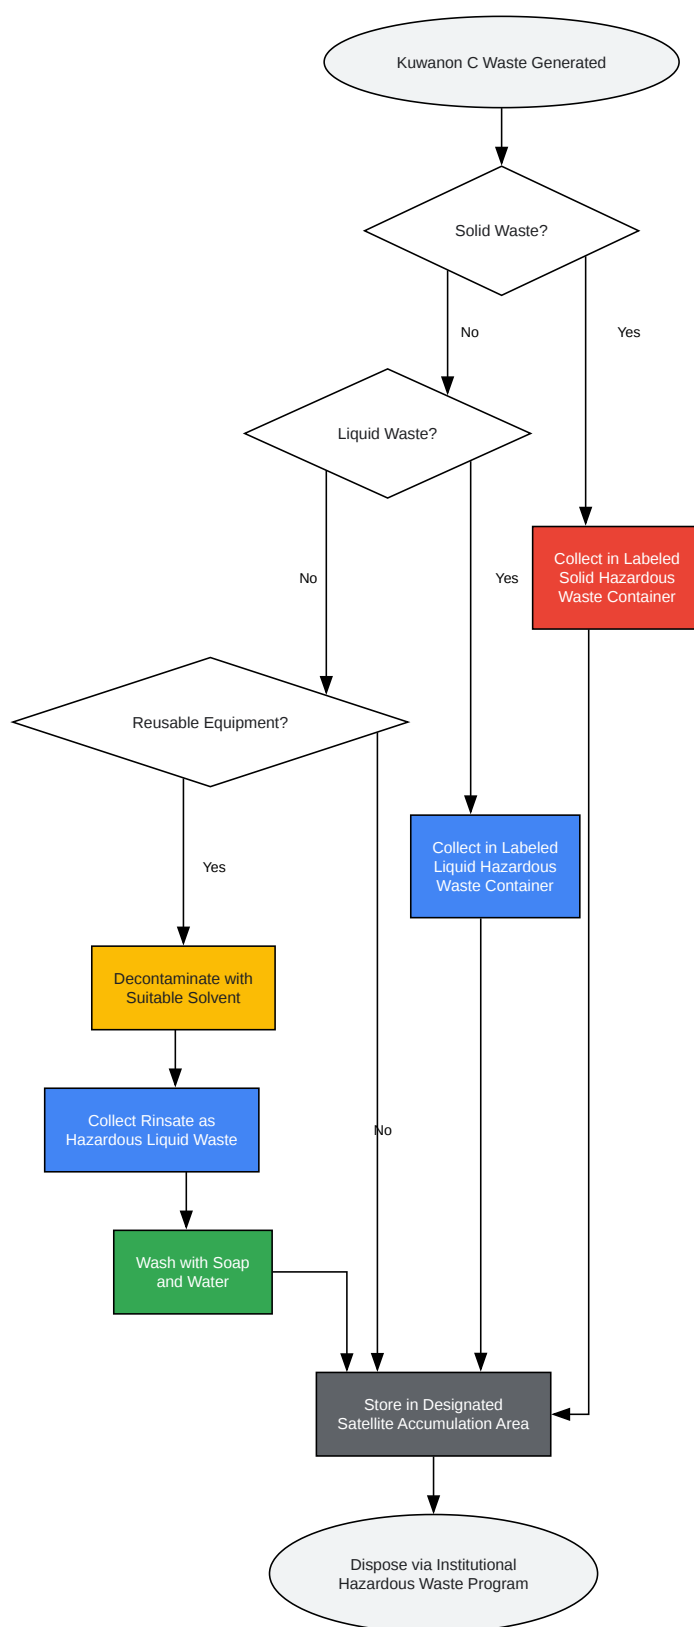 Kuwanon C Waste Generated
Solid Waste?
No
Yes
Liquid Waste?
Collect in Labeled
Solid Hazardous
Waste Container
No
Yes
Reusable Equipment?
Collect in Labeled
Liquid Hazardous
Waste Container
Yes
Decontaminate with
Suitable Solvent
Collect Rinsate as
Hazardous Liquid Waste
No
Wash with Soap
and Water
Store in Designated
Satellite Accumulation Area
Dispose via Institutional
Hazardous Waste Program